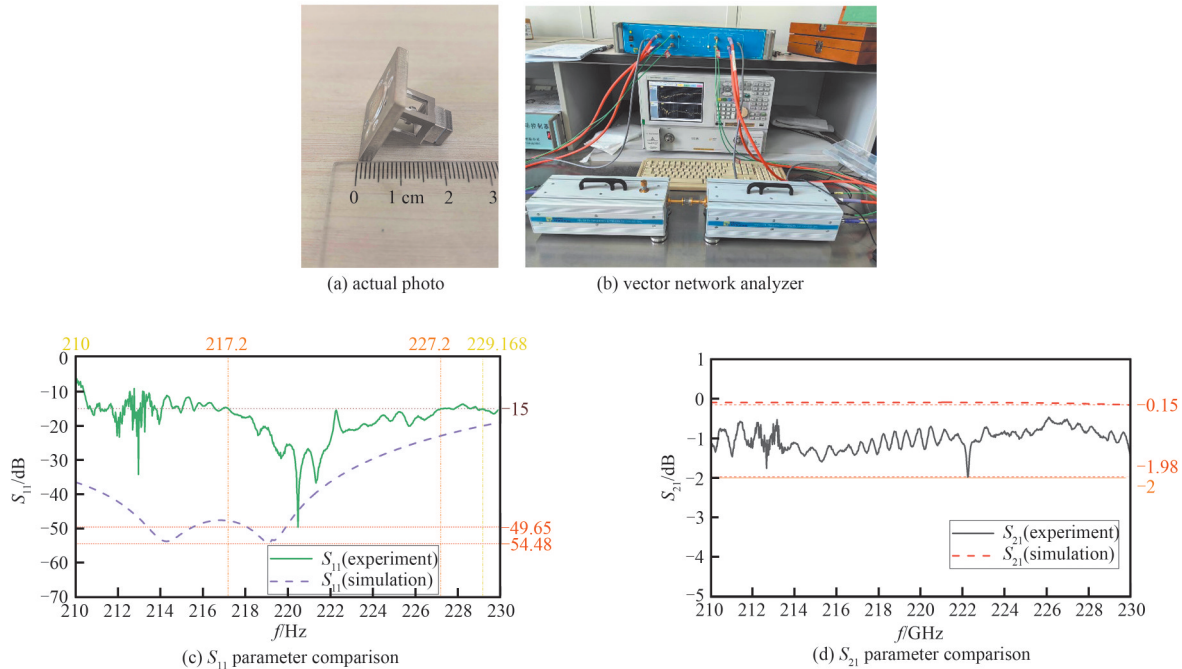 0 1 cm 2 3
(a) actual photo
(b) vector network analyzer
210 217.2 227.2 229.168
0
−10
−20
−30
−40
−50
−60
−70
S11/dB
−15
−49.65
−54.48
S11(experiment)
S11(simulation)
210 212 214 216 218 220 222 224 226 228 230
f/Hz
(c) S11 parameter comparison
1
0
−1
−2
−3
−4
−5
S21/dB
−0.15
−1.98
−2
S21(experiment)
S21(simulation)
210 212 214 216 218 220 222 224 226 228 230
f/GHz
(d) S21 parameter comparison